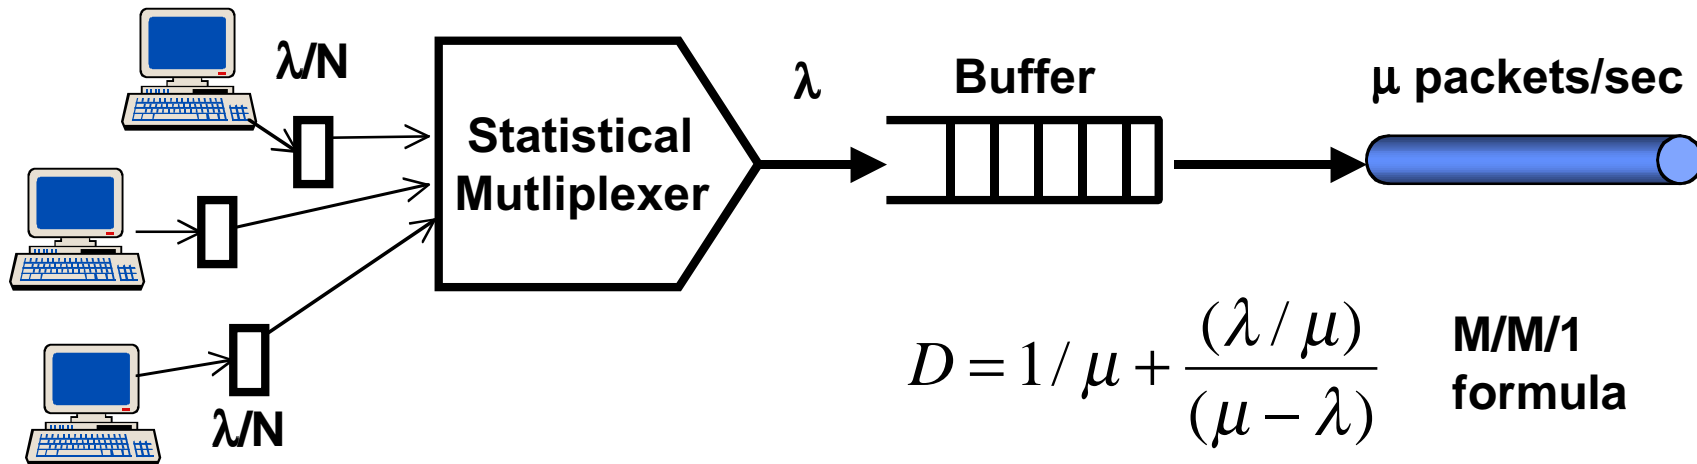 λ/N
Statistical
Mutliplexer
λ
Buffer
μ packets/sec
λ/N
D = 1/μ + (λ/μ)/(μ − λ)
M/M/1
formula